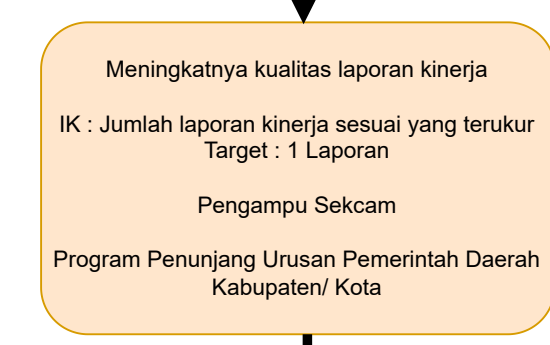 Meningkatnya kualitas laporan kinerja
IK : Jumlah laporan kinerja sesuai yang terukur
Target : 1 Laporan
Pengampu Sekcam
Program Penunjang Urusan Pemerintah Daerah
Kabupaten/ Kota